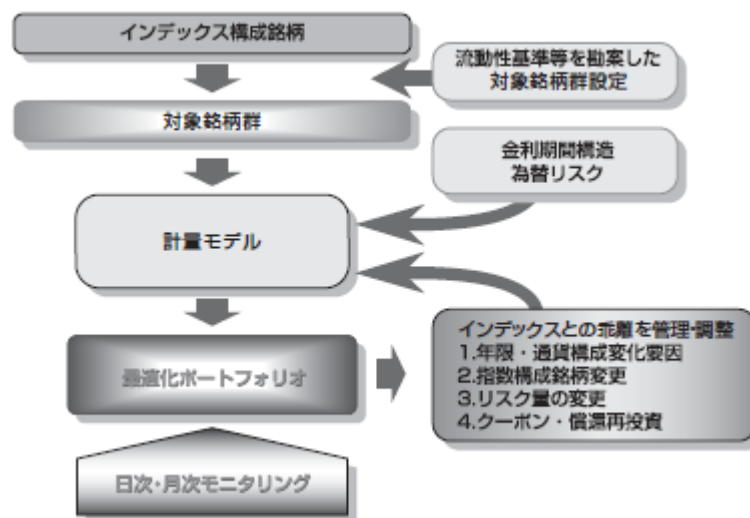 インデックス構成銘柄
流動性基準等を勘案した
対象銘柄群設定
対象銘柄群
金利期間構造
為替リスク
計量モデル
インデックスとの乖離を管理・調整
1.年限・通貨構成変化要因
2.指数構成銘柄変更
3.リスク量の変更
4.クーポン・償還再投資
最適化ポートフォリオ
日次・月次モニタリング